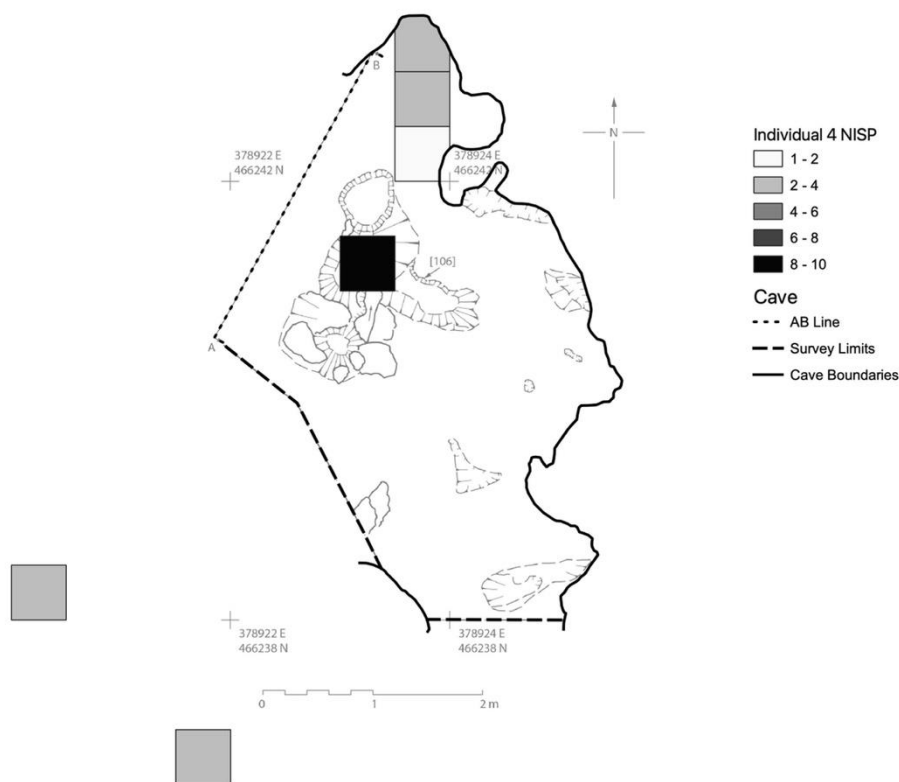 B
N
378922 E
466242 N
378924 E
466242 N
[106]
A
378922 E
466238 N
378924 E
466238 N
0 1 2 m
Individual 4 NISP
1 - 2
2 - 4
4 - 6
6 - 8
8 - 10
Cave
AB Line
Survey Limits
Cave Boundaries